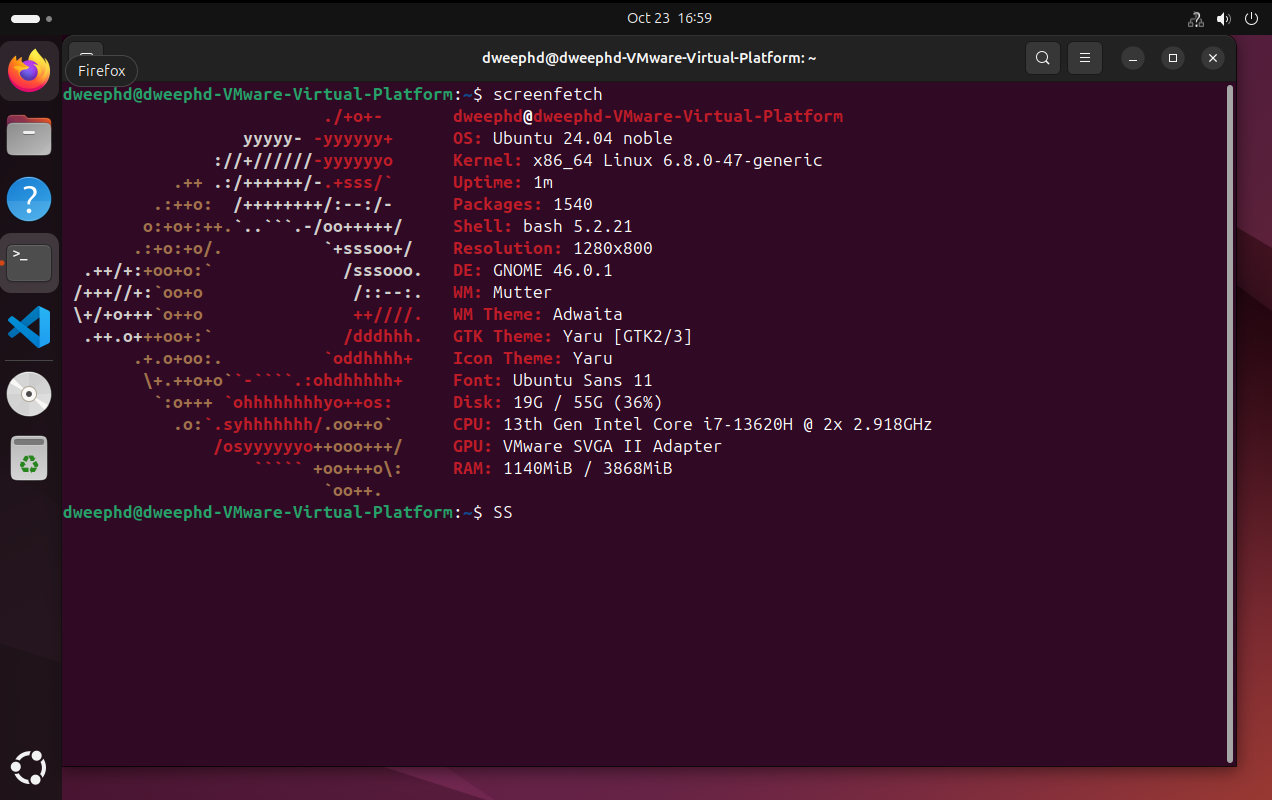 Oct 23 16:59
dweephd@dweephd-VMware-Virtual-Platform: ~
Firefox
dweephd@dweephd-VMware-Virtual-Platform:~$ screenfetch
                          ./+o+-       dweephd@dweephd-VMware-Virtual-Platform
                  yyyyy- -yyyyyy+      OS: Ubuntu 24.04 noble
               ://+//////-yyyyyyo      Kernel: x86_64 Linux 6.8.0-47-generic
           .++ .:/++++++/-.+sss/`      Uptime: 1m
         .:++o:  /++++++++/:--:/-      Packages: 1540
        o:+o+:++.`..```.-/oo+++++/     Shell: bash 5.2.21
       .:+o:+o/.          `+sssoo+/    Resolution: 1280x800
  .++/+:+oo+o:`             /sssooo.   DE: GNOME 46.0.1
 /+++//+:`oo+o               /::--:.   WM: Mutter
 \+/+o+++`o++o               ++////.   WM Theme: Adwaita
  .++.o+++oo+:`             /dddhhh.   GTK Theme: Yaru [GTK2/3]
       .+.o+oo:.          `oddhhhh+    Icon Theme: Yaru
        \+.++o+o``-````.:ohdhhhhh+     Font: Ubuntu Sans 11
         `:o+++ `ohhhhhhhhyo++os:      Disk: 19G / 55G (36%)
           .o:`.syhhhhhhh/.oo++o`      CPU: 13th Gen Intel Core i7-13620H @ 2x 2.918GHz
               /osyyyyyyo++ooo+++/     GPU: VMware SVGA II Adapter
                   ````` +oo+++o\:     RAM: 1140MiB / 3868MiB
                          `oo++.
dweephd@dweephd-VMware-Virtual-Platform:~$ SS